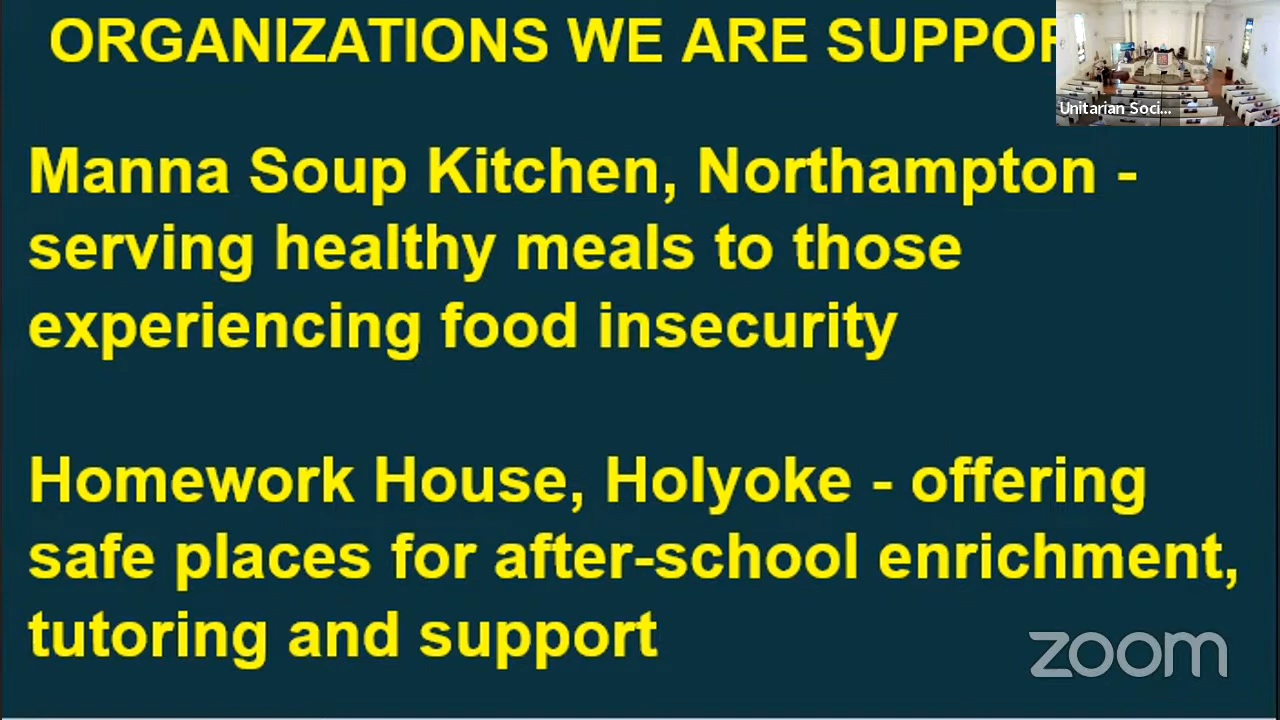 ORGANIZATIONS WE ARE SUPPOR
Unitarian Soci...
Manna Soup Kitchen, Northampton -
serving healthy meals to those
experiencing food insecurity
Homework House, Holyoke - offering
safe places for after-school enrichment,
tutoring and support
zoom